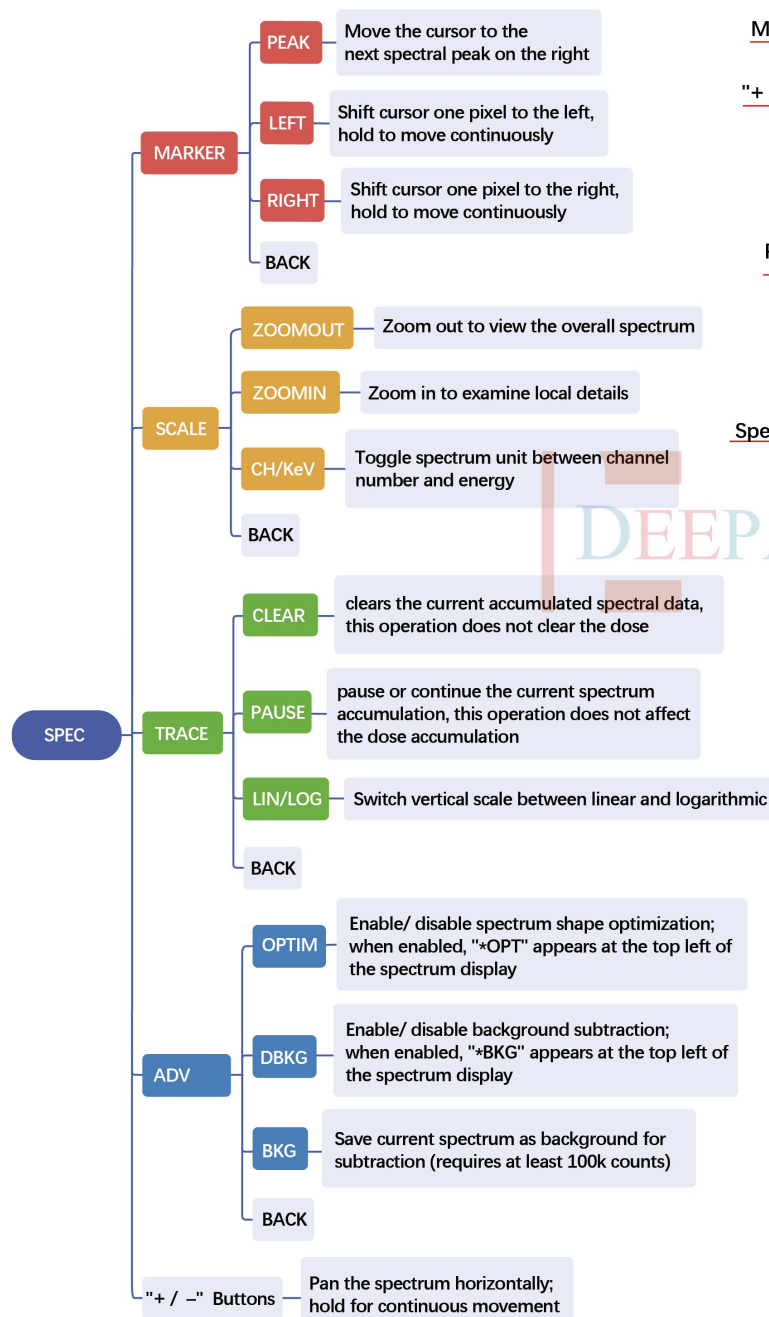 PEAK
Move the cursor to the
next spectral peak on the right
LEFT
Shift cursor one pixel to the left,
hold to move continuously
MARKER
RIGHT
Shift cursor one pixel to the right,
hold to move continuously
BACK
ZOOMOUT
Zoom out to view the overall spectrum
ZOOMIN
Zoom in to examine local details
SCALE
CH/KeV
Toggle spectrum unit between channel
number and energy
BACK
CLEAR
clears the current accumulated spectral data,
this operation does not clear the dose
SPEC
TRACE
PAUSE
pause or continue the current spectrum
accumulation, this operation does not affect
the dose accumulation
LIN/LOG
Switch vertical scale between linear and logarithmic
BACK
OPTIM
Enable/ disable spectrum shape optimization;
when enabled, "*OPT" appears at the top left of
the spectrum display
ADV
DBKG
Enable/ disable background subtraction;
when enabled, "*BKG" appears at the top left of
the spectrum display
BKG
Save current spectrum as background for
subtraction (requires at least 100k counts)
BACK
"+ / –" Buttons
Pan the spectrum horizontally;
hold for continuous movement
M
"+
Spe
DEEP